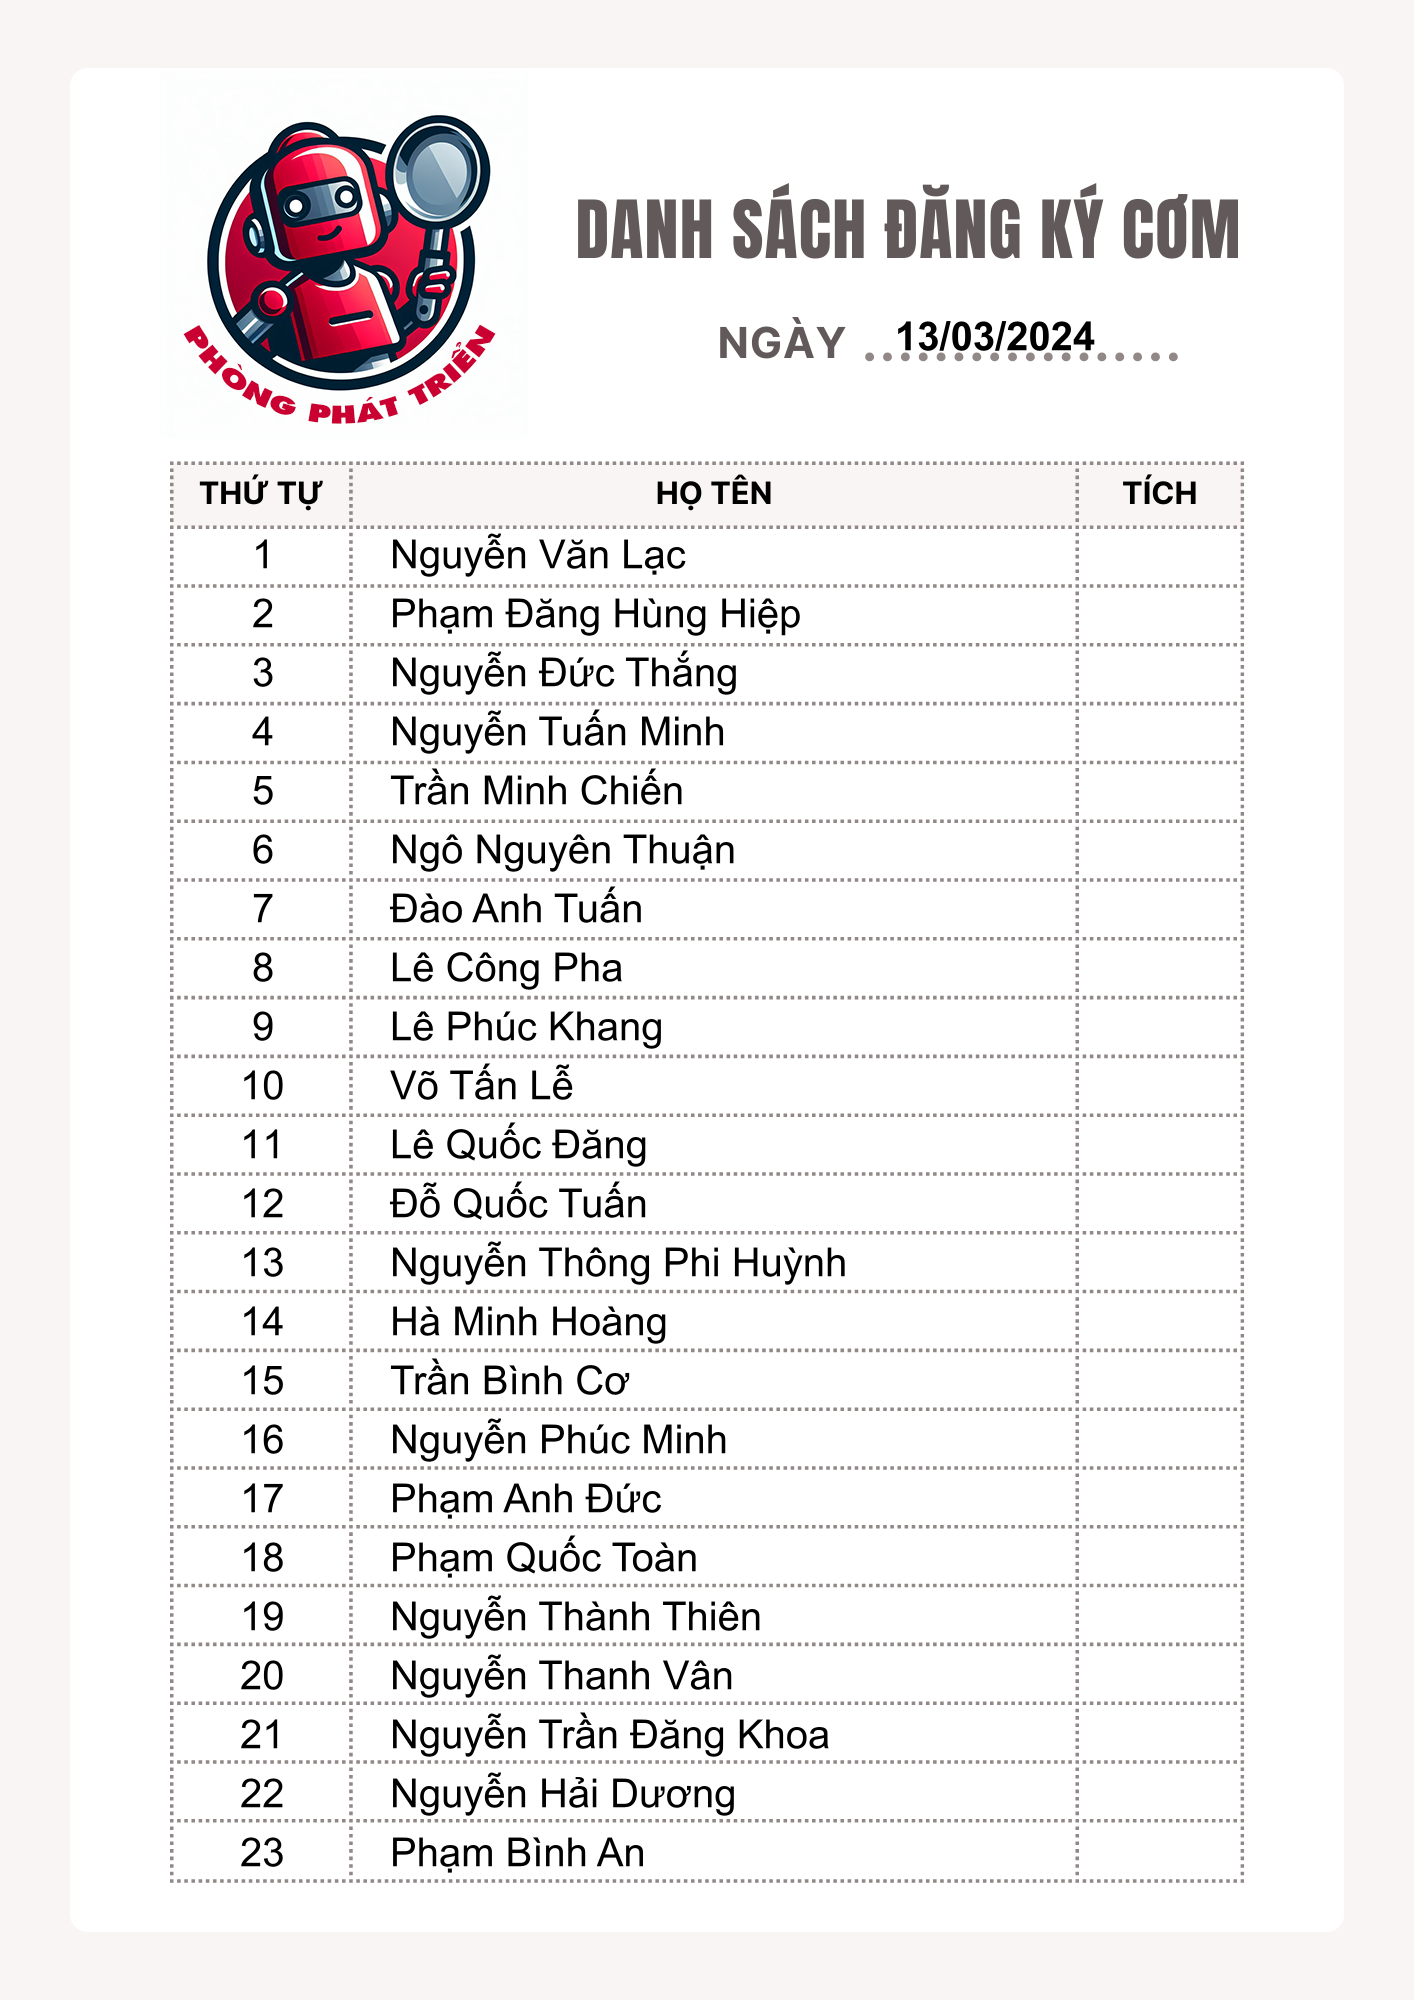 PHÒNG PHÁT TRIỂN
DANH SÁCH ĐĂNG KÝ CƠM
NGÀY 13/03/2024
THỨ TỰ HỌ TÊN TÍCH
1 Nguyễn Văn Lạc
2 Phạm Đăng Hùng Hiệp
3 Nguyễn Đức Thắng
4 Nguyễn Tuấn Minh
5 Trần Minh Chiến
6 Ngô Nguyên Thuận
7 Đào Anh Tuấn
8 Lê Công Pha
9 Lê Phúc Khang
10 Võ Tấn Lễ
11 Lê Quốc Đăng
12 Đỗ Quốc Tuấn
13 Nguyễn Thông Phi Huỳnh
14 Hà Minh Hoàng
15 Trần Bình Cơ
16 Nguyễn Phúc Minh
17 Phạm Anh Đức
18 Phạm Quốc Toàn
19 Nguyễn Thành Thiên
20 Nguyễn Thanh Vân
21 Nguyễn Trần Đăng Khoa
22 Nguyễn Hải Dương
23 Phạm Bình An